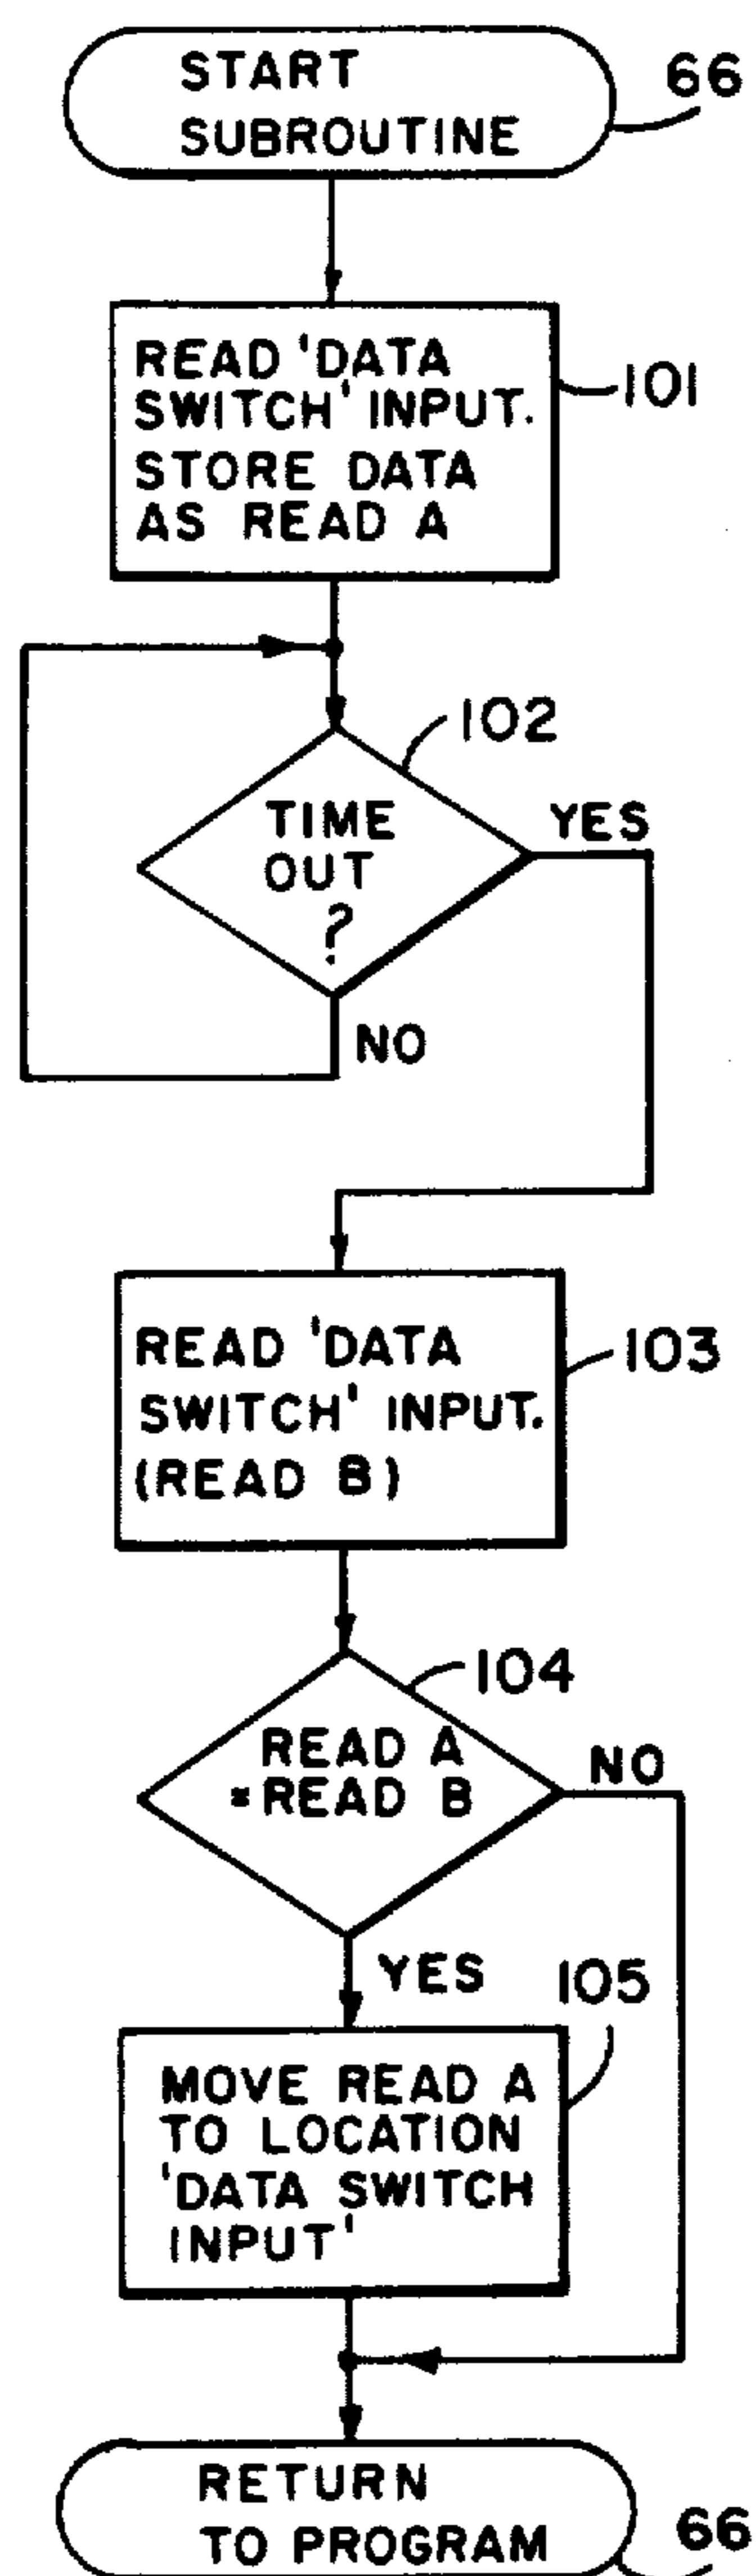 START
SUBROUTINE
66
READ 'DATA
SWITCH' INPUT.
STORE DATA
AS READ A
101
102
TIME
OUT
?
YES
NO
READ 'DATA
SWITCH' INPUT.
(READ B)
103
104
READ A
=READ B
NO
YES
105
MOVE READ A
TO LOCATION
'DATA SWITCH
INPUT'
RETURN
TO PROGRAM
66